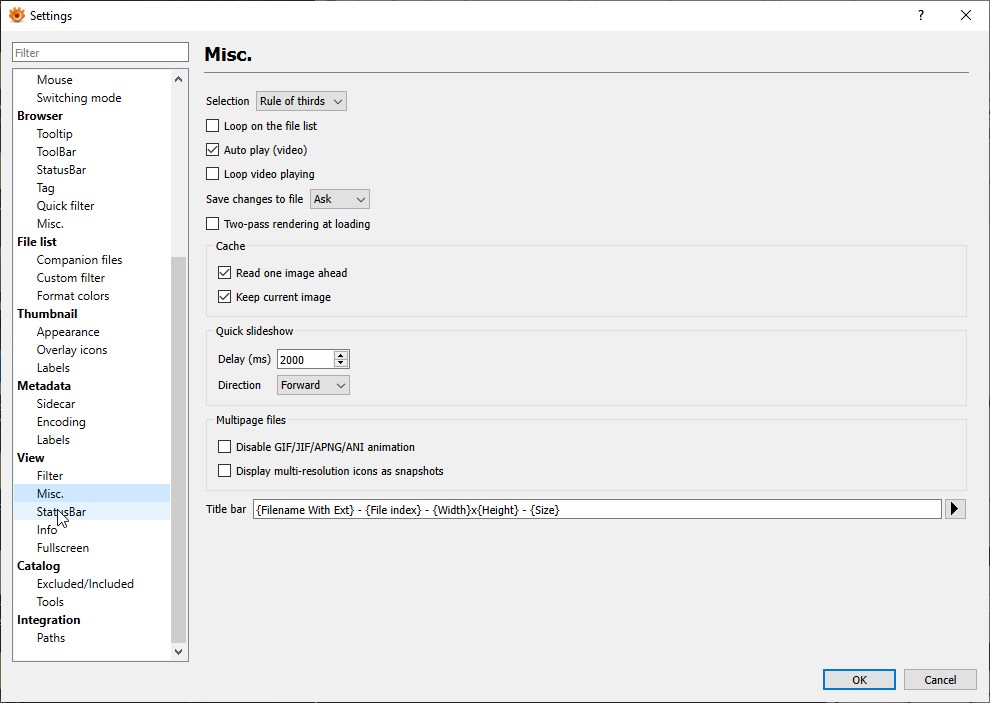 Settings
?
Filter
Mouse
Switching mode
Browser
Tooltip
ToolBar
StatusBar
Tag
Quick filter
Misc.
File list
Companion files
Custom filter
Format colors
Thumbnail
Appearance
Overlay icons
Labels
Metadata
Sidecar
Encoding
Labels
View
Filter
Misc.
StatusBar
Info
Fullscreen
Catalog
Excluded/Included
Tools
Integration
Paths
Misc.
Selection Rule of thirds
Loop on the file list
Auto play (video)
Loop video playing
Save changes to file Ask
Two-pass rendering at loading
Cache
Read one image ahead
Keep current image
Quick slideshow
Delay (ms) 2000
Direction Forward
Multipage files
Disable GIF/JIF/APNG/ANI animation
Display multi-resolution icons as snapshots
Title bar {Filename With Ext} - {File index} - {Width}x{Height} - {Size}
OK Cancel